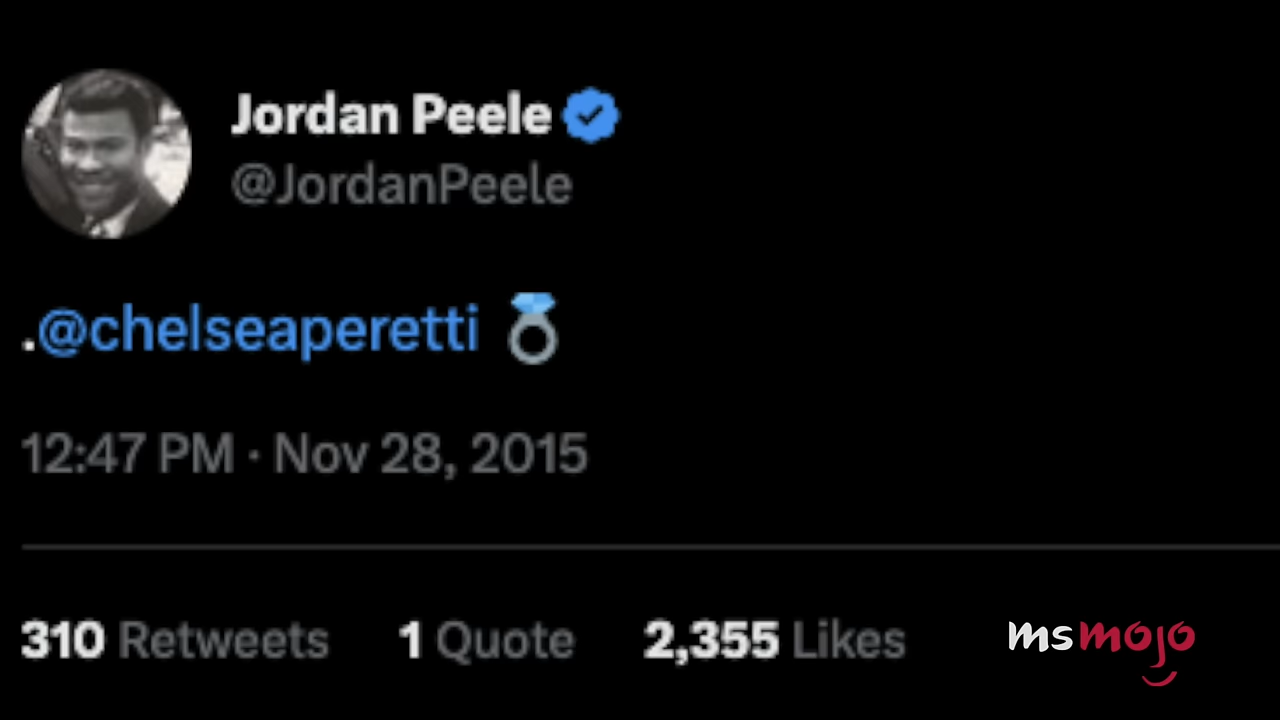 Jordan Peele
@JordanPeele
.@chelseaperetti 💍
12:47 PM · Nov 28, 2015
310 Retweets 1 Quote 2,355 Likes
msmojo